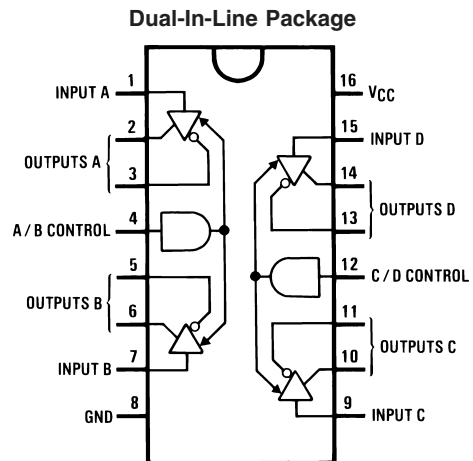 Dual-In-Line Package
INPUT A
1
2
OUTPUTS A
3
A / B CONTROL
4
5
OUTPUTS B
6
INPUT B
7
GND
8
16
VCC
15
INPUT D
14
OUTPUTS D
13
12
C / D CONTROL
11
OUTPUTS C
10
9
INPUT C